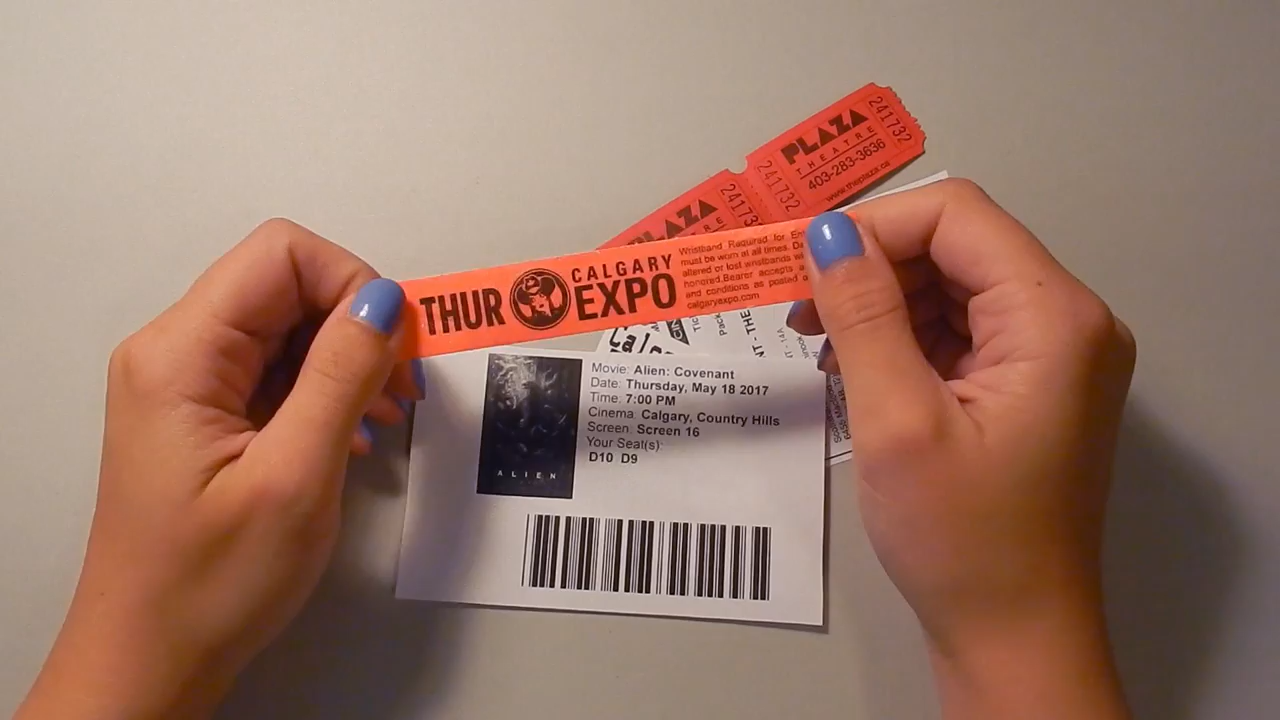 PLAZA
THEATRE
403-283-3636
www.theplaza.ca
241732
241732
241732
PLAZA
THUR
CALGARY
EXPO
Wristband Required for
must be worn at all times.
altered or lost wristbands
honored.Bearer accepts
and conditions as posted
calgaryexpo.com
Movie: Alien: Covenant
Date: Thursday, May 18 2017
Time: 7:00 PM
Cinema: Calgary, Country Hills
Screen: Screen 16
Your Seat(s):
D10 D9
ALIEN